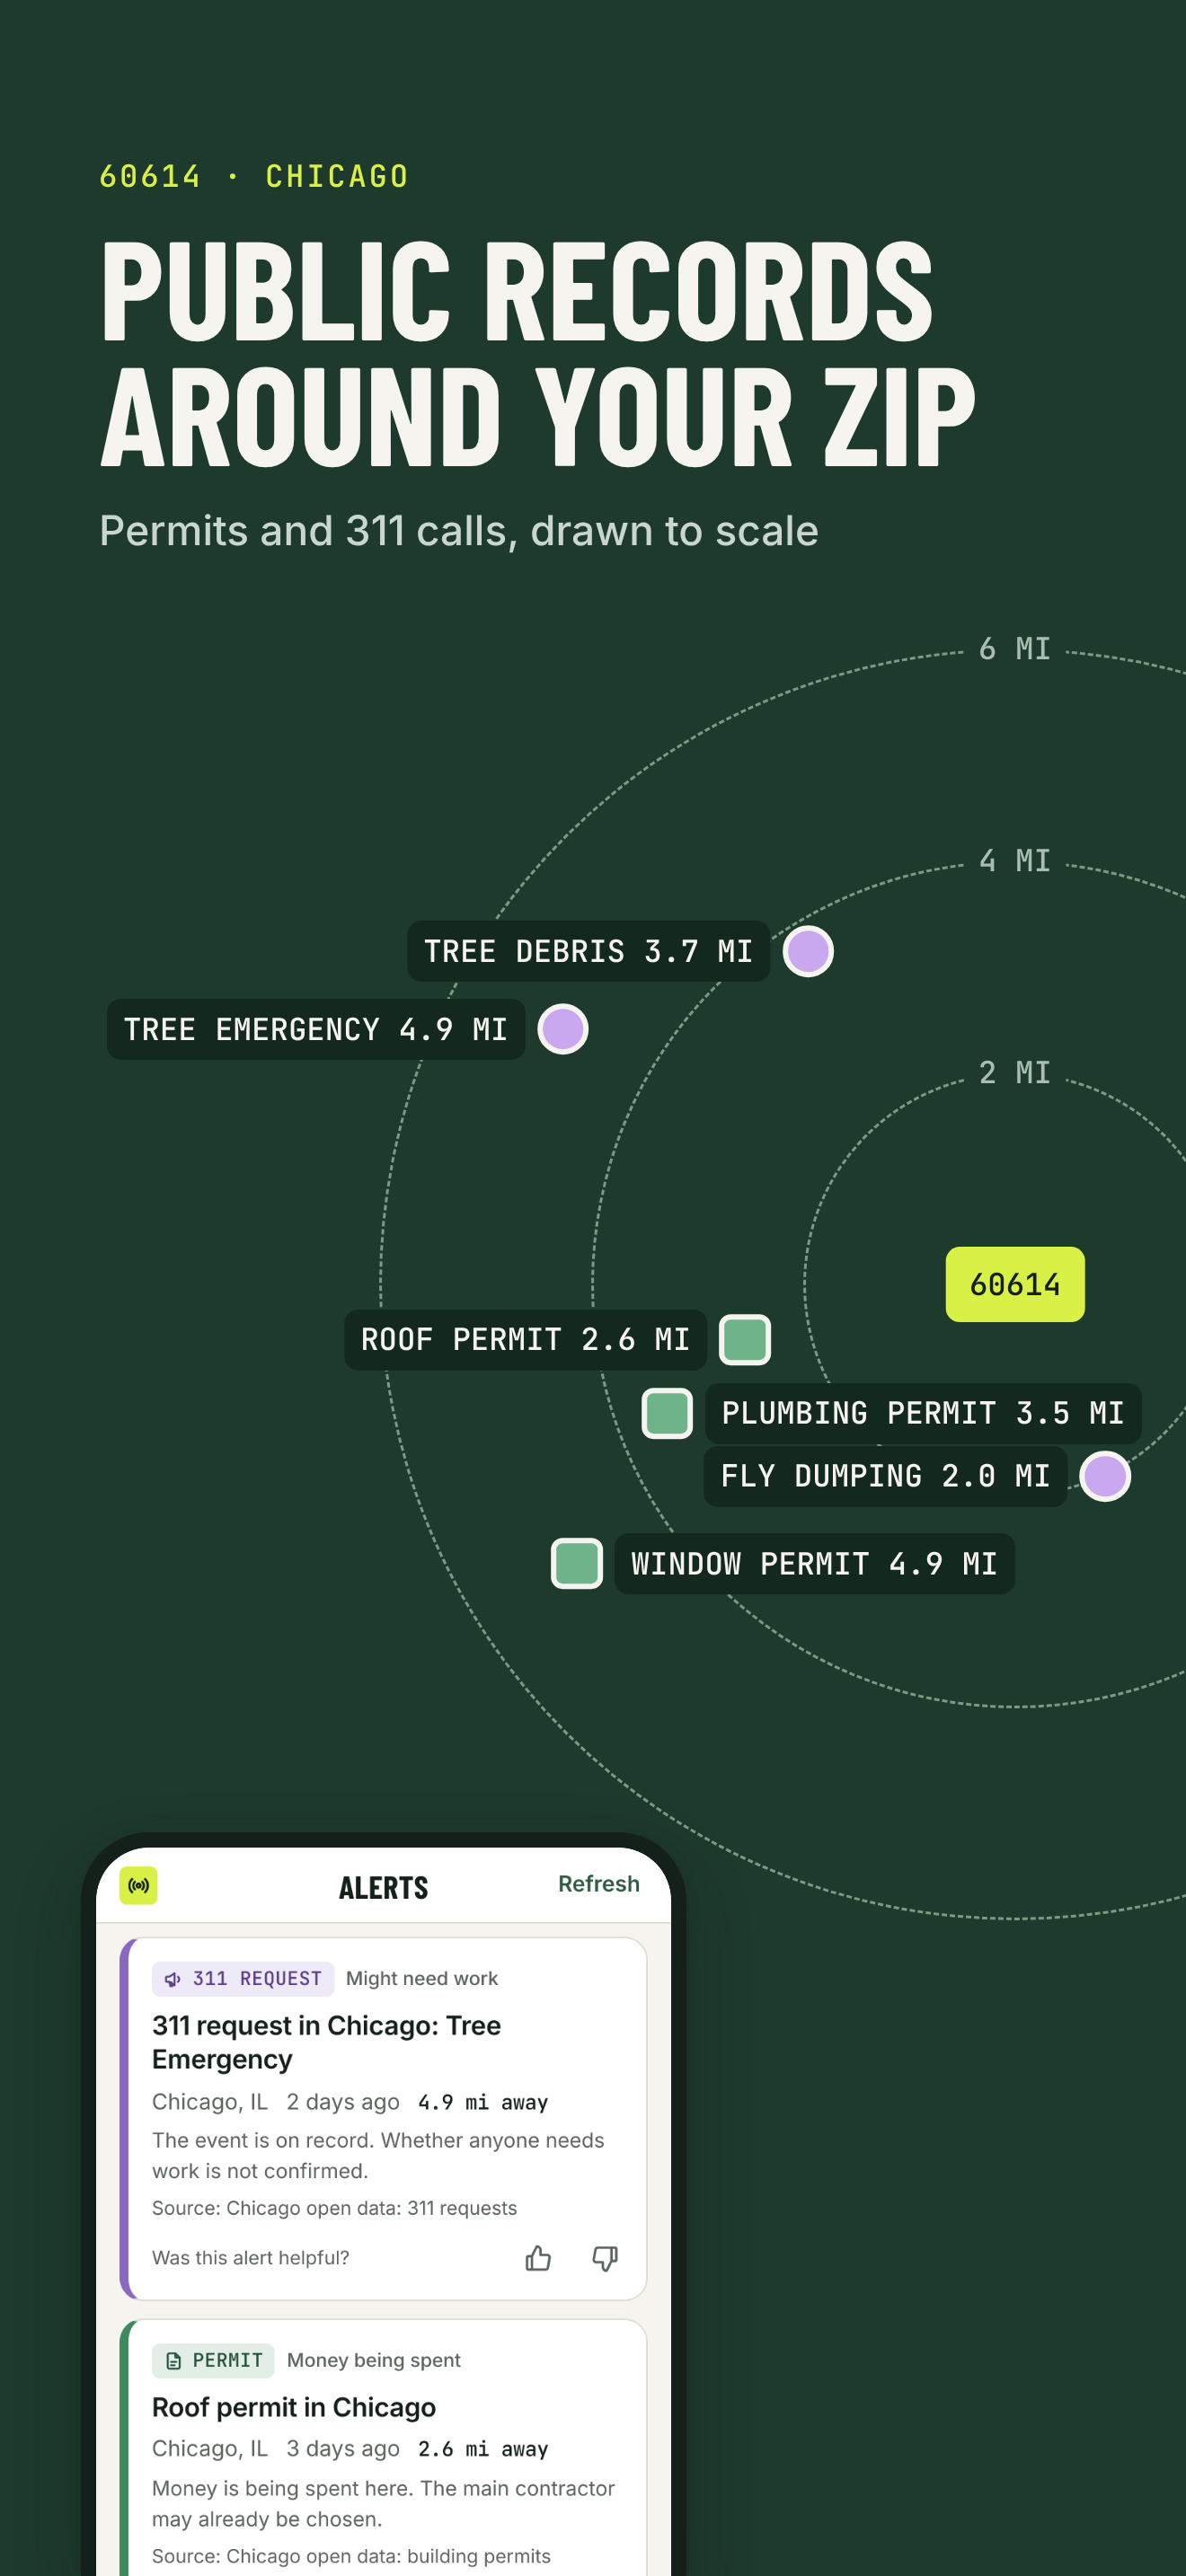 60614 · CHICAGO
PUBLIC RECORDS
AROUND YOUR ZIP
Permits and 311 calls, drawn to scale
6 MI
4 MI
TREE DEBRIS 3.7 MI
TREE EMERGENCY 4.9 MI
2 MI
60614
ROOF PERMIT 2.6 MI
PLUMBING PERMIT 3.5 MI
FLY DUMPING 2.0 MI
WINDOW PERMIT 4.9 MI
ALERTS
Refresh
311 REQUEST
Might need work
311 request in Chicago: Tree
Emergency
Chicago, IL 2 days ago 4.9 mi away
The event is on record. Whether anyone needs
work is not confirmed.
Source: Chicago open data: 311 requests
Was this alert helpful?
PERMIT
Money being spent
Roof permit in Chicago
Chicago, IL 3 days ago 2.6 mi away
Money is being spent here. The main contractor
may already be chosen.
Source: Chicago open data: building permits